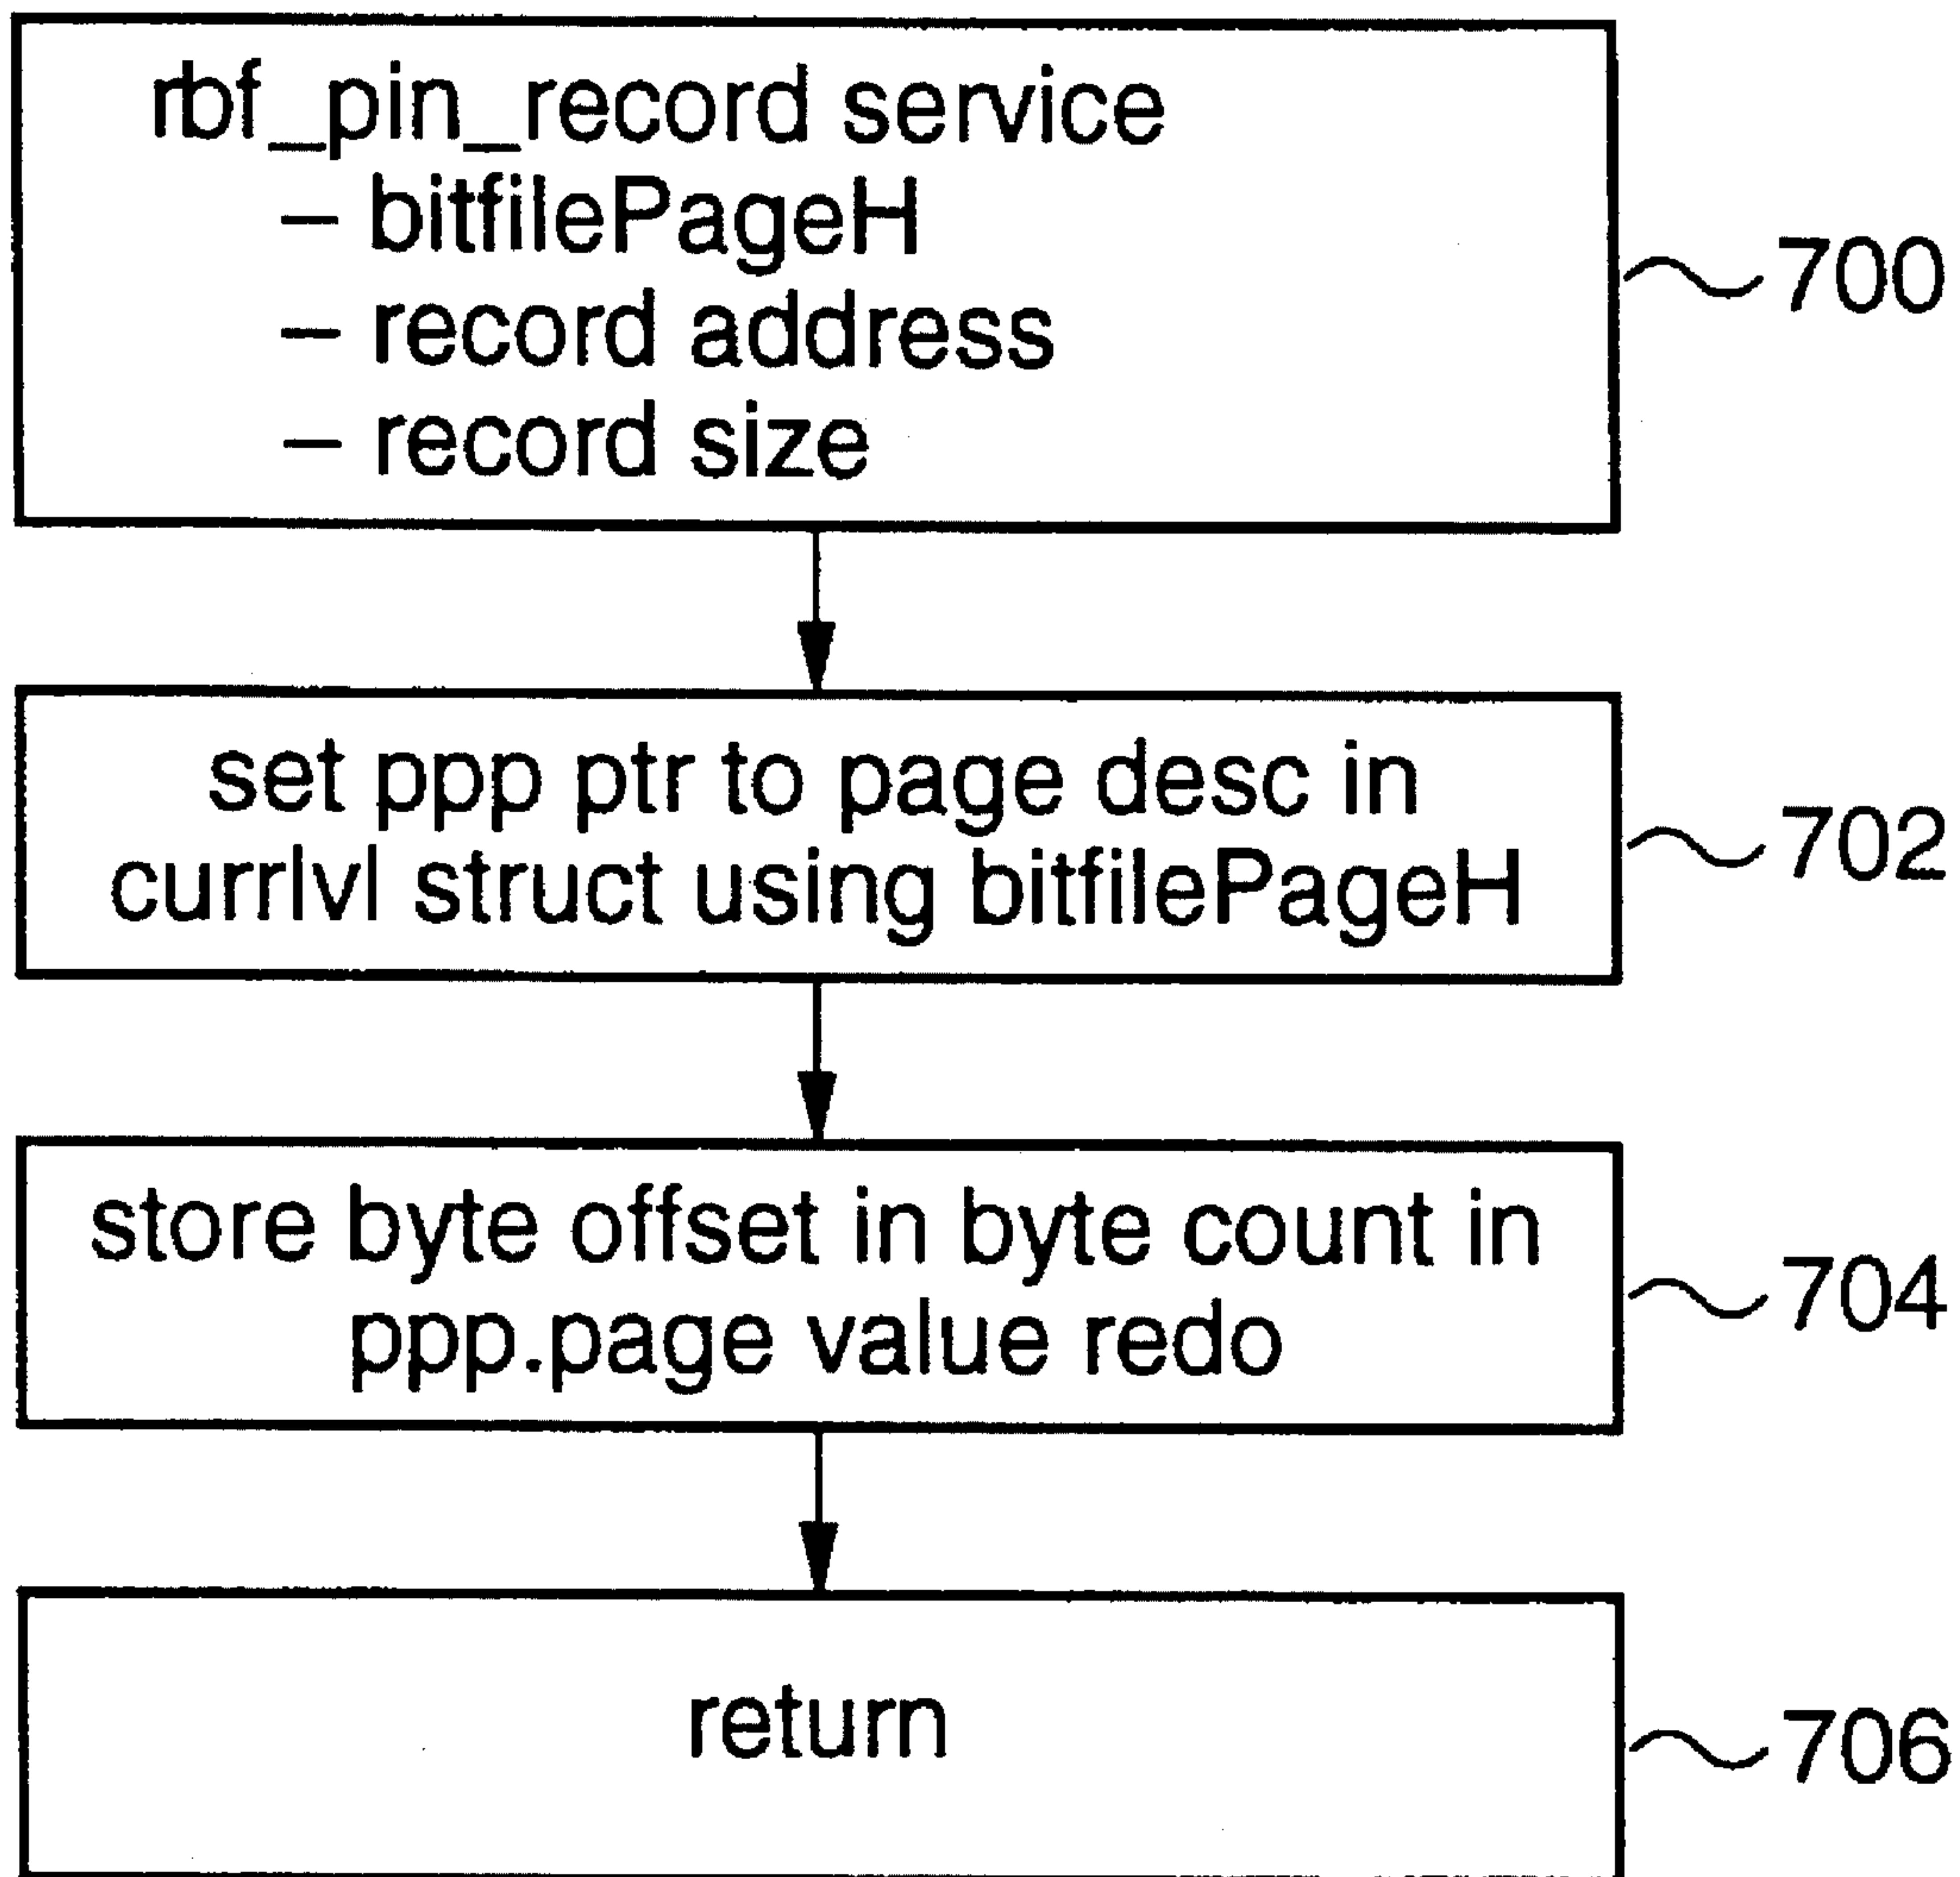 rbf_pin_record service
– bitfilePageH
– record address
– record size
700
set ppp ptr to page desc in
currlvl struct using bitfilePageH
702
store byte offset in byte count in
ppp.page value redo
704
return
706